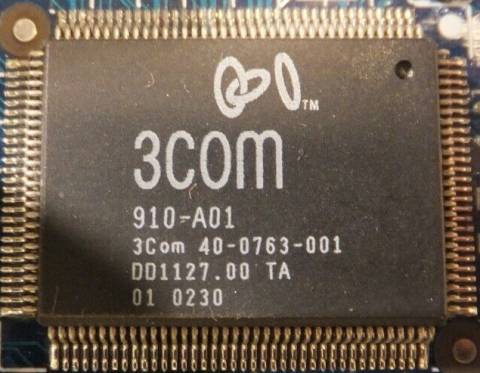 TM
3COM
910-A01
3Com 40-0763-001
DD1127.00 TA
01 0230